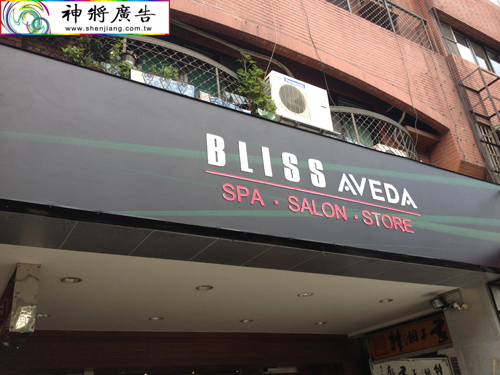 神將廣告
www.shenjiang.com.tw
BLISS AVEDA
SPA · SALON · STORE